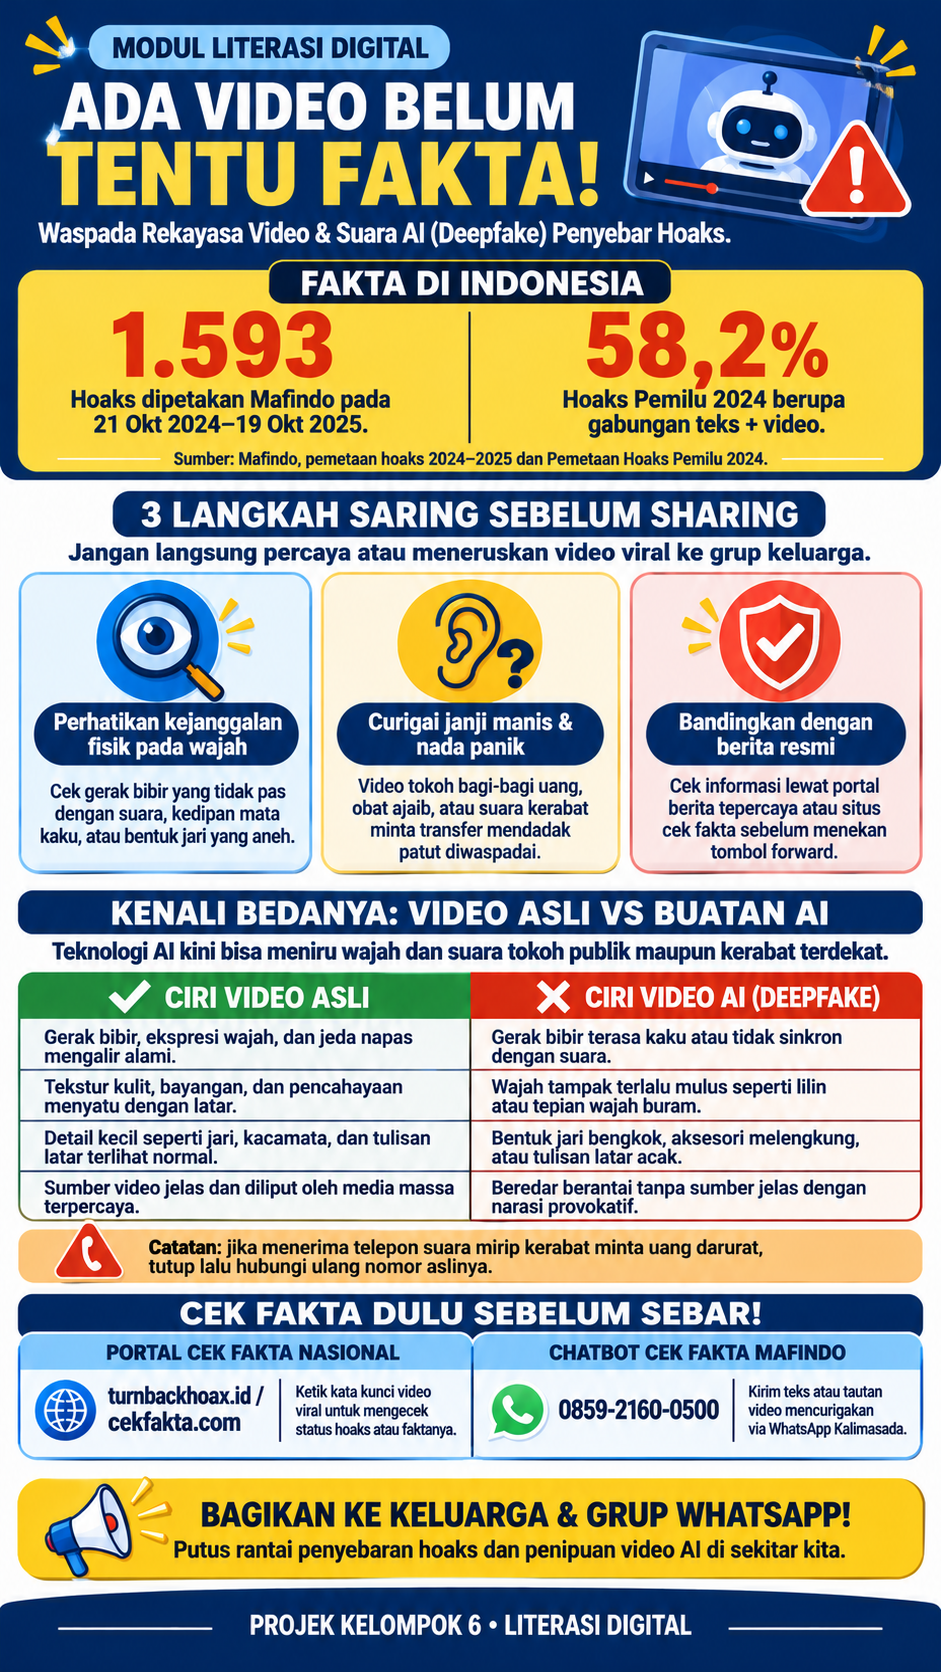 MODUL LITERASI DIGITAL
ADA VIDEO BELUM
TENTU FAKTA!
Waspada Rekayasa Video & Suara AI (Deepfake) Penyebar Hoaks.
FAKTA DI INDONESIA
1.593
Hoaks dipetakan Mafindo pada
21 Okt 2024–19 Okt 2025.
58,2%
Hoaks Pemilu 2024 berupa
gabungan teks + video.
Sumber: Mafindo, pemetaan hoaks 2024–2025 dan Pemetaan Hoaks Pemilu 2024.
3 LANGKAH SARING SEBELUM SHARING
Jangan langsung percaya atau meneruskan video viral ke grup keluarga.
Perhatikan kejanggalan
fisik pada wajah
Cek gerak bibir yang tidak pas
dengan suara, kedipan mata
kaku, atau bentuk jari yang aneh.
Curigai janji manis &
nada panik
Video tokoh bagi-bagi uang,
obat ajaib, atau suara kerabat
minta transfer mendadak
patut diwaspadai.
Bandingkan dengan
berita resmi
Cek informasi lewat portal
berita tepercaya atau situs
cek fakta sebelum menekan
tombol forward.
KENALI BEDANYA: VIDEO ASLI VS BUATAN AI
Teknologi AI kini bisa meniru wajah dan suara tokoh publik maupun kerabat terdekat.
CIRI VIDEO ASLI
Gerak bibir, ekspresi wajah, dan jeda napas
mengalir alami.
Tekstur kulit, bayangan, dan pencahayaan
menyatu dengan latar.
Detail kecil seperti jari, kacamata, dan tulisan
latar terlihat normal.
Sumber video jelas dan diliput oleh media massa
terpercaya.
CIRI VIDEO AI (DEEPFAKE)
Gerak bibir terasa kaku atau tidak sinkron
dengan suara.
Wajah tampak terlalu mulus seperti lilin
atau tepian wajah buram.
Bentuk jari bengkok, aksesori melengkung,
atau tulisan latar acak.
Beredar berantai tanpa sumber jelas dengan
narasi provokatif.
Catatan: jika menerima telepon suara mirip kerabat minta uang darurat,
tutup lalu hubungi ulang nomor aslinya.
CEK FAKTA DULU SEBELUM SEBAR!
PORTAL CEK FAKTA NASIONAL
turnbackhoax.id /
cekfakta.com
Ketik kata kunci video
viral untuk mengecek
status hoaks atau faktanya.
CHATBOT CEK FAKTA MAFINDO
0859-2160-0500
Kirim teks atau tautan
video mencurigakan
via WhatsApp Kalimasada.
BAGIKAN KE KELUARGA & GRUP WHATSAPP!
Putus rantai penyebaran hoaks dan penipuan video AI di sekitar kita.
PROJEK KELOMPOK 6 • LITERASI DIGITAL